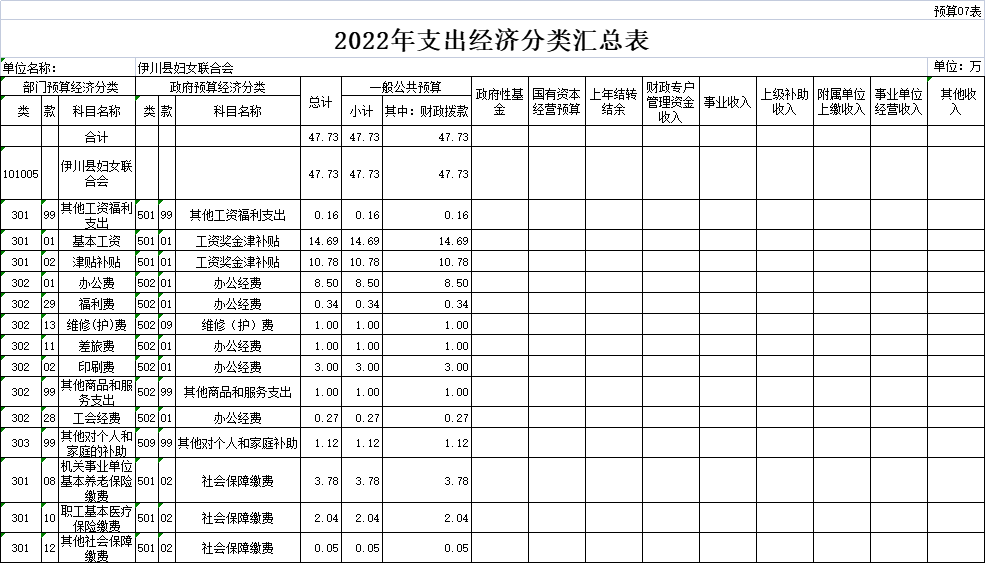 预算07表
2022年支出经济分类汇总表
单位名称: 伊川县妇女联合会 单位: 万
部门预算经济分类 政府预算经济分类 总计 一般公共预算 政府性基金 国有资本经营预算 上年结转结余 财政专户管理资金收入 事业收入 上级补助收入 附属单位上缴收入 事业单位经营收入 其他收入
类 款 科目名称 类 款 科目名称 小计 其中: 财政拨款
合计 47.73 47.73 47.73
101005 伊川县妇女联合会 47.73 47.73 47.73
301 99 其他工资福利支出 501 99 其他工资福利支出 0.16 0.16 0.16
301 01 基本工资 501 01 工资奖金津补贴 14.69 14.69 14.69
301 02 津贴补贴 501 01 工资奖金津补贴 10.78 10.78 10.78
302 01 办公费 502 01 办公经费 8.50 8.50 8.50
302 29 福利费 502 01 办公经费 0.34 0.34 0.34
302 13 维修(护)费 502 09 维修（护）费 1.00 1.00 1.00
302 11 差旅费 502 01 办公经费 1.00 1.00 1.00
302 02 印刷费 502 01 办公经费 3.00 3.00 3.00
302 99 其他商品和服务支出 502 99 其他商品和服务支出 1.00 1.00 1.00
302 28 工会经费 502 01 办公经费 0.27 0.27 0.27
303 99 其他对个人和家庭的补助 509 99 其他对个人和家庭补助 1.12 1.12 1.12
301 08 机关事业单位基本养老保险缴费 501 02 社会保障缴费 3.78 3.78 3.78
301 10 职工基本医疗保险缴费 501 02 社会保障缴费 2.04 2.04 2.04
301 12 其他社会保障缴费 501 02 社会保障缴费 0.05 0.05 0.05